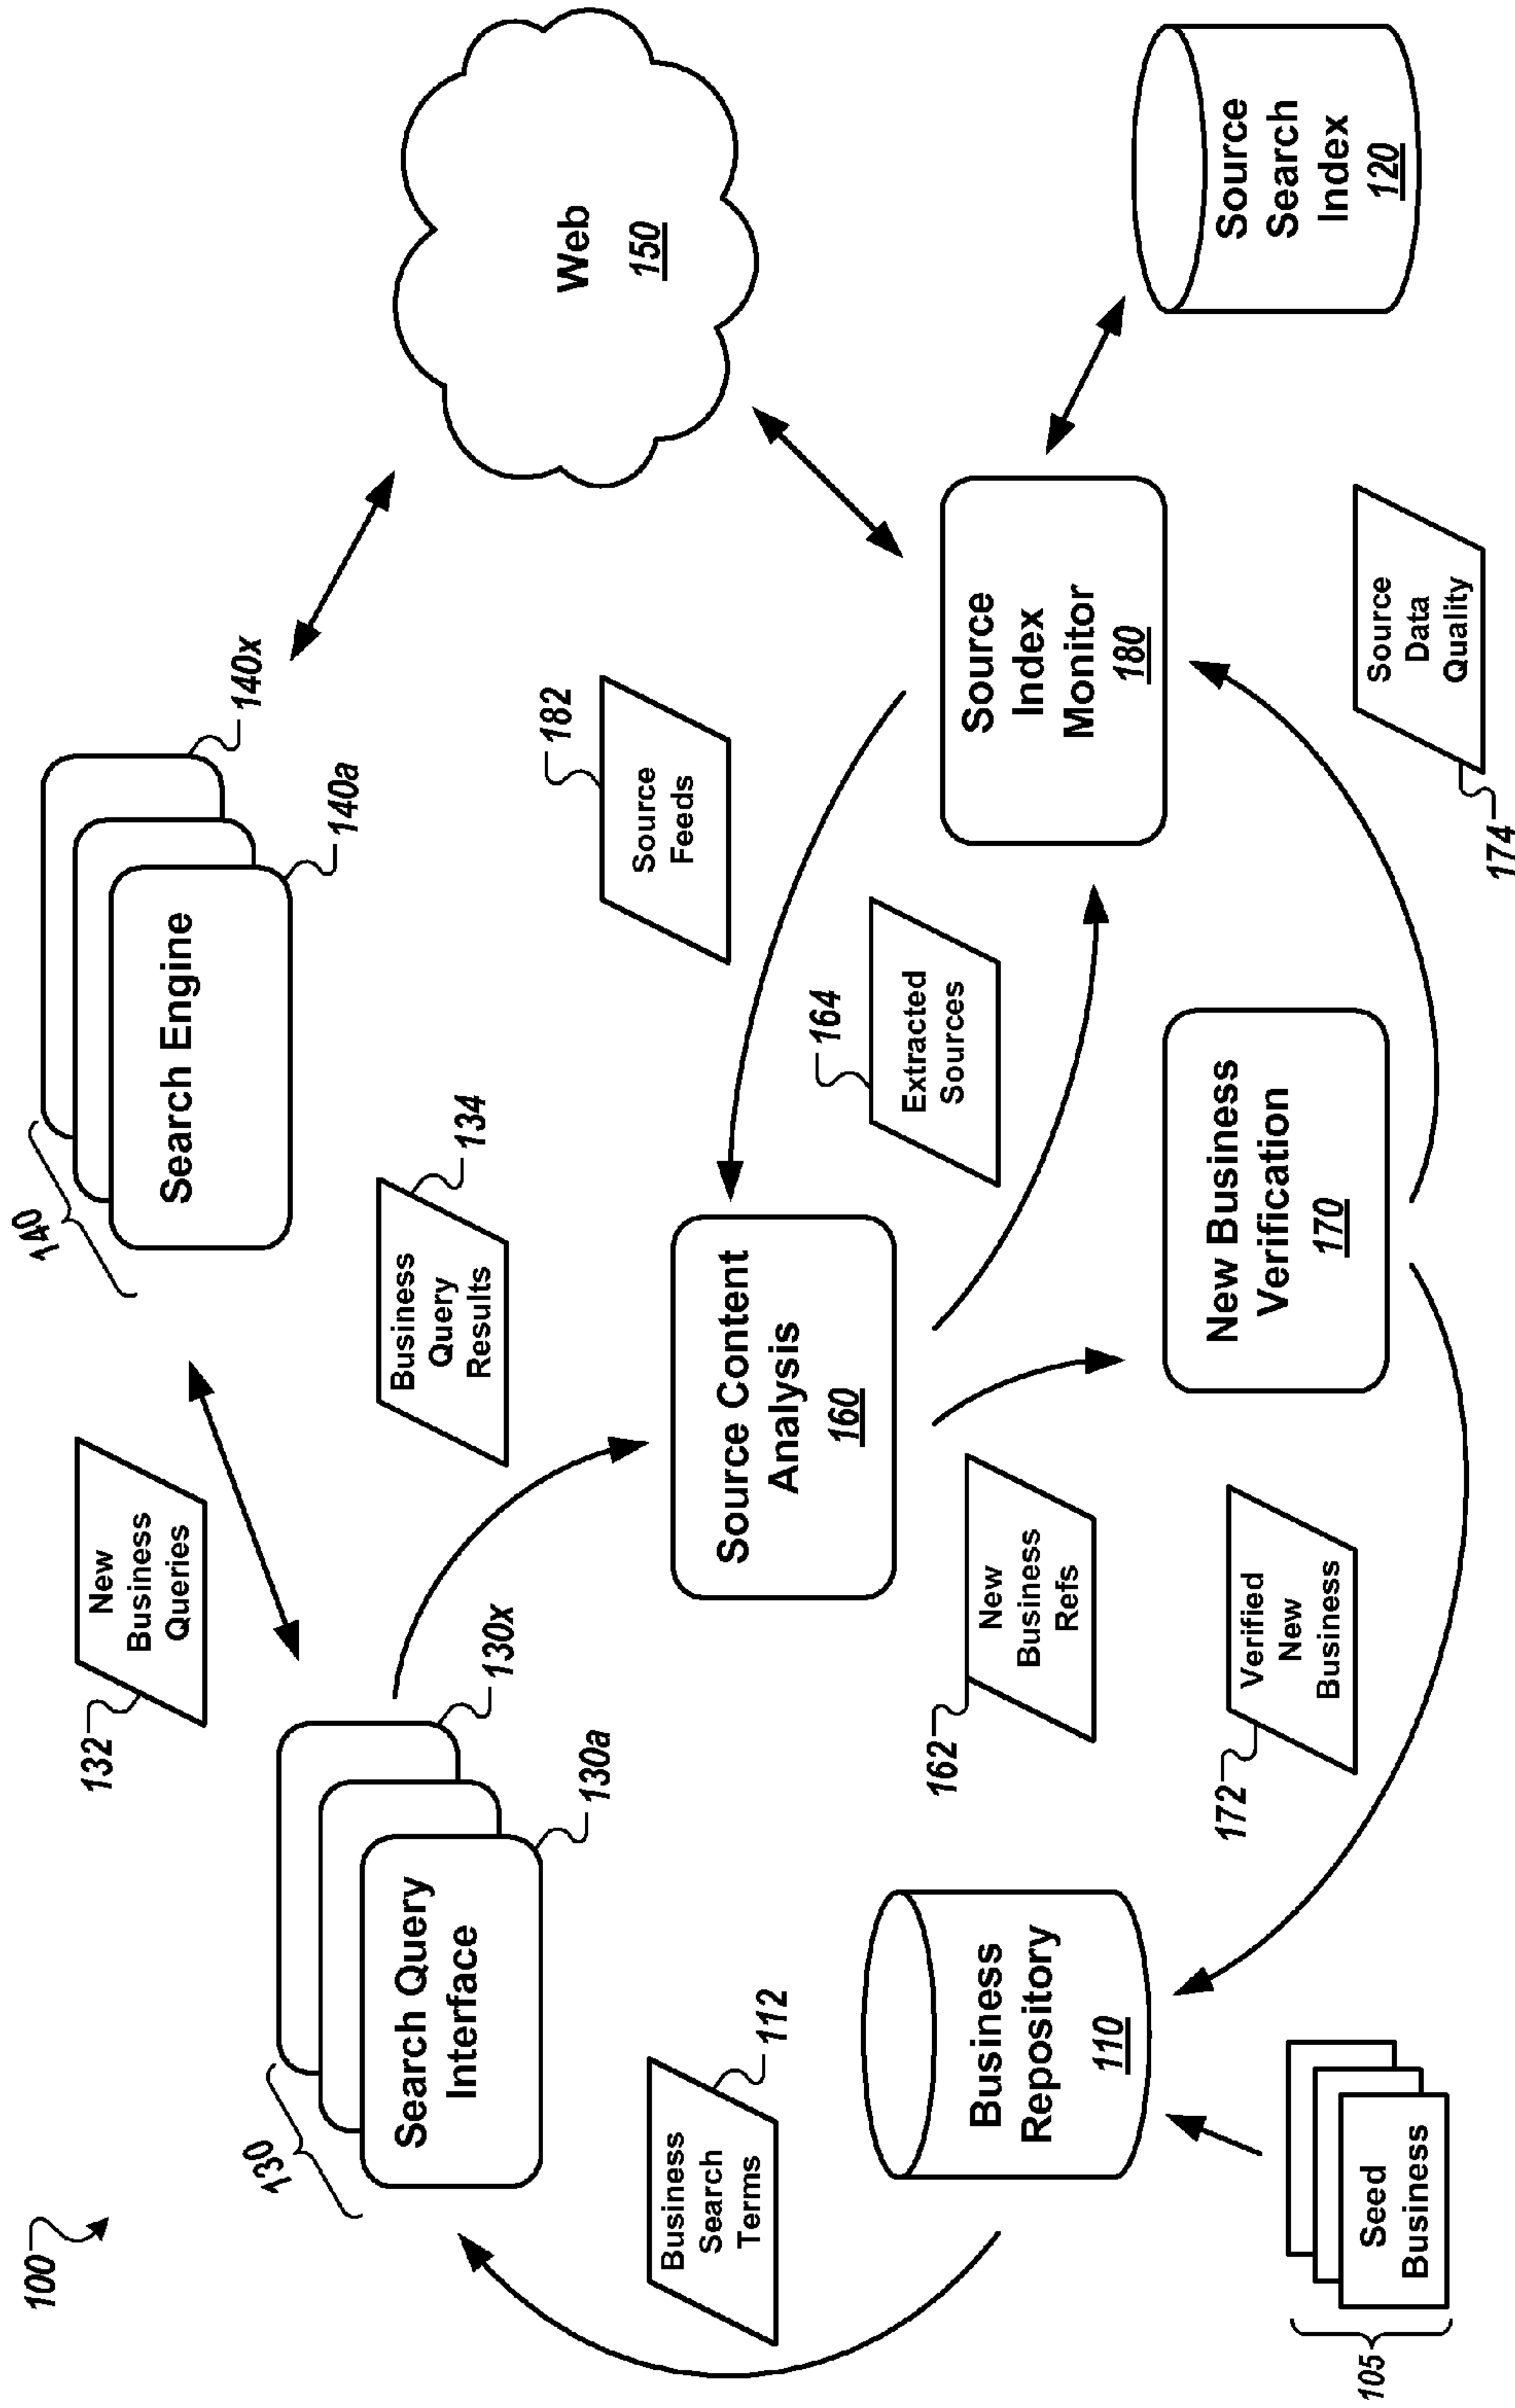 100
132
New
Business
Queries
140
Search Engine
140x
140a
130
Search Query
Interface
130x
130a
Business
Query
Results
134
Web
150
182
Source
Feeds
112
Business
Search
Terms
Source Content
Analysis
160
164
Extracted
Sources
Source
Index
Monitor
180
Business
Repository
110
162
New
Business
Refs
New Business
Verification
170
Source
Search
Index
120
172
Verified
New
Business
105
Seed
Business
174
Source
Data
Quality